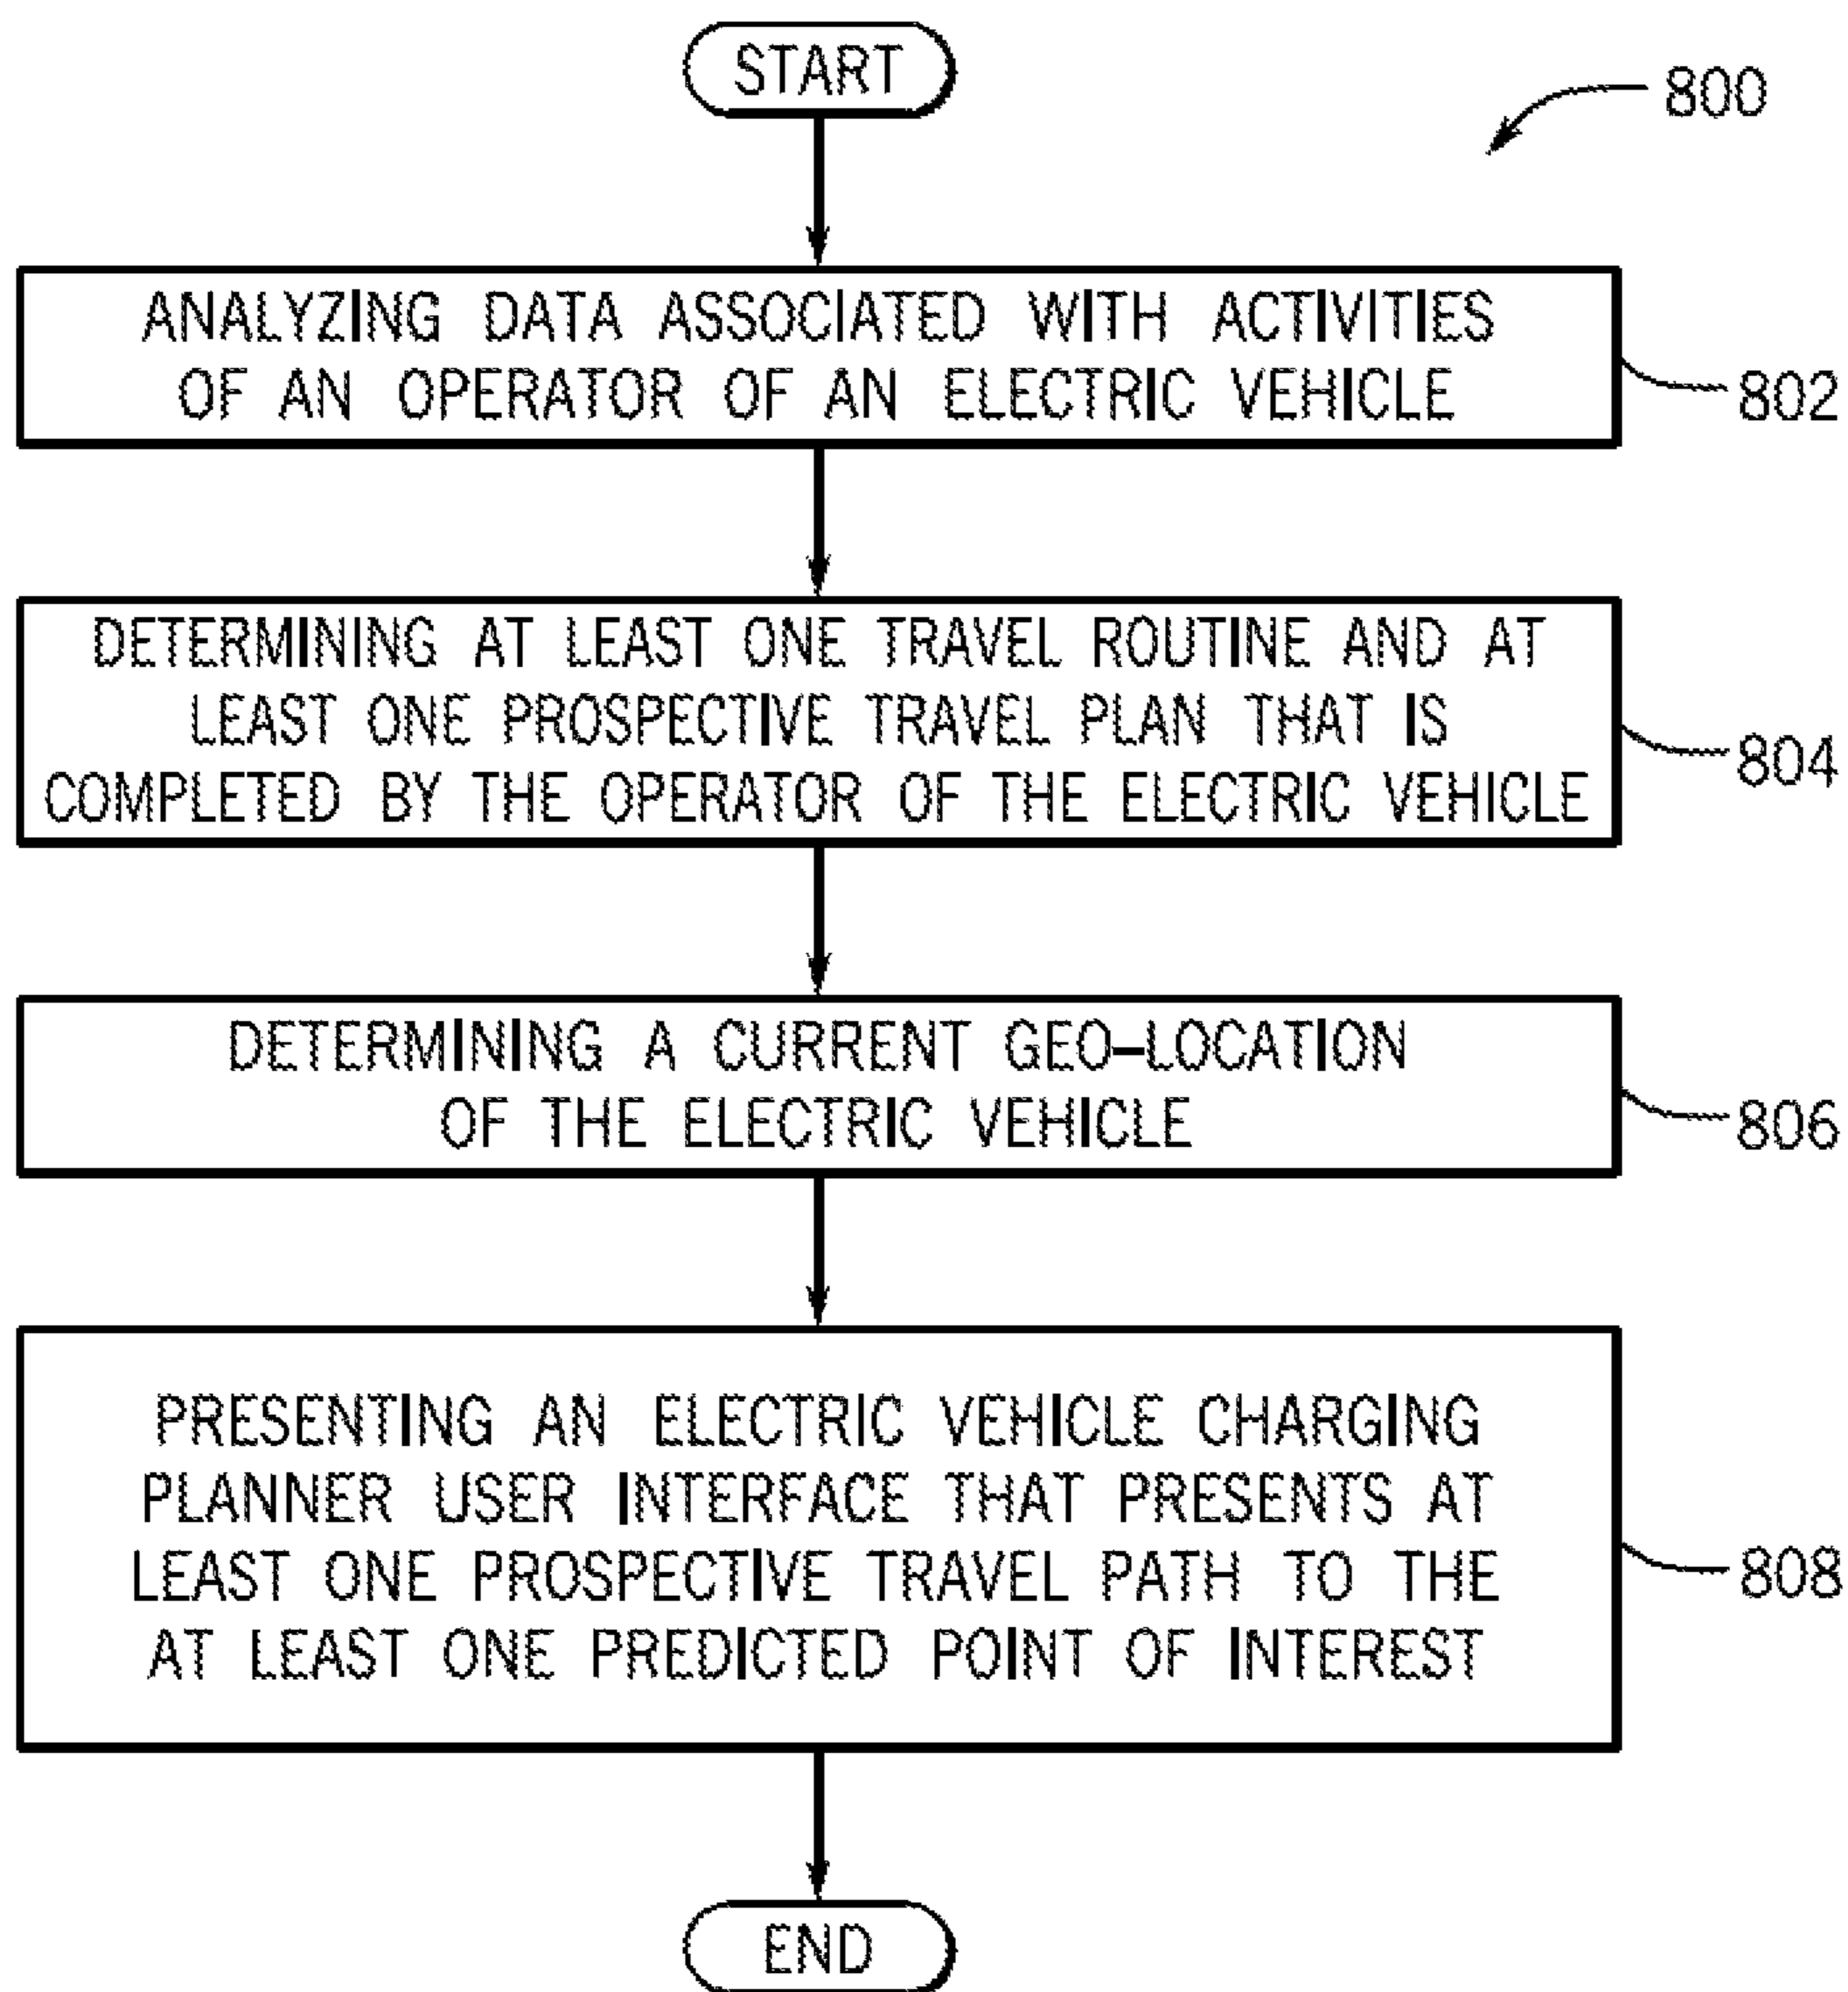 START
800
ANALYZING DATA ASSOCIATED WITH ACTIVITIES
OF AN OPERATOR OF AN ELECTRIC VEHICLE
802
DETERMINING AT LEAST ONE TRAVEL ROUTINE AND AT
LEAST ONE PROSPECTIVE TRAVEL PLAN THAT IS
COMPLETED BY THE OPERATOR OF THE ELECTRIC VEHICLE
804
DETERMINING A CURRENT GEO-LOCATION
OF THE ELECTRIC VEHICLE
806
PRESENTING AN ELECTRIC VEHICLE CHARGING
PLANNER USER INTERFACE THAT PRESENTS AT
LEAST ONE PROSPECTIVE TRAVEL PATH TO THE
AT LEAST ONE PREDICTED POINT OF INTEREST
808
END